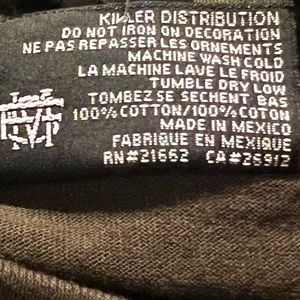 KILLER DISTRIBUTION
DO NOT IRON ON DECORATION
NE PAS REPASSER LES ORNEMENTS
MACHINE WASH COLD
LA MACHINE LAVE LE FROID
TUMBLE DRY LOW
TOMBEZ SE SECHENT BAS
100% COTTON/100% COTON
MADE IN MEXICO
FABRIQUE EN MEXIQUE
RN#21662 CA#26912